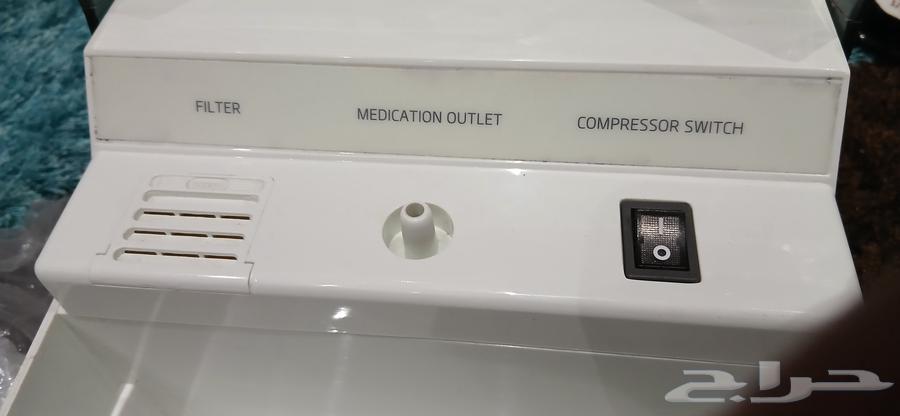 FILTER
MEDICATION OUTLET
COMPRESSOR SWITCH
حراج